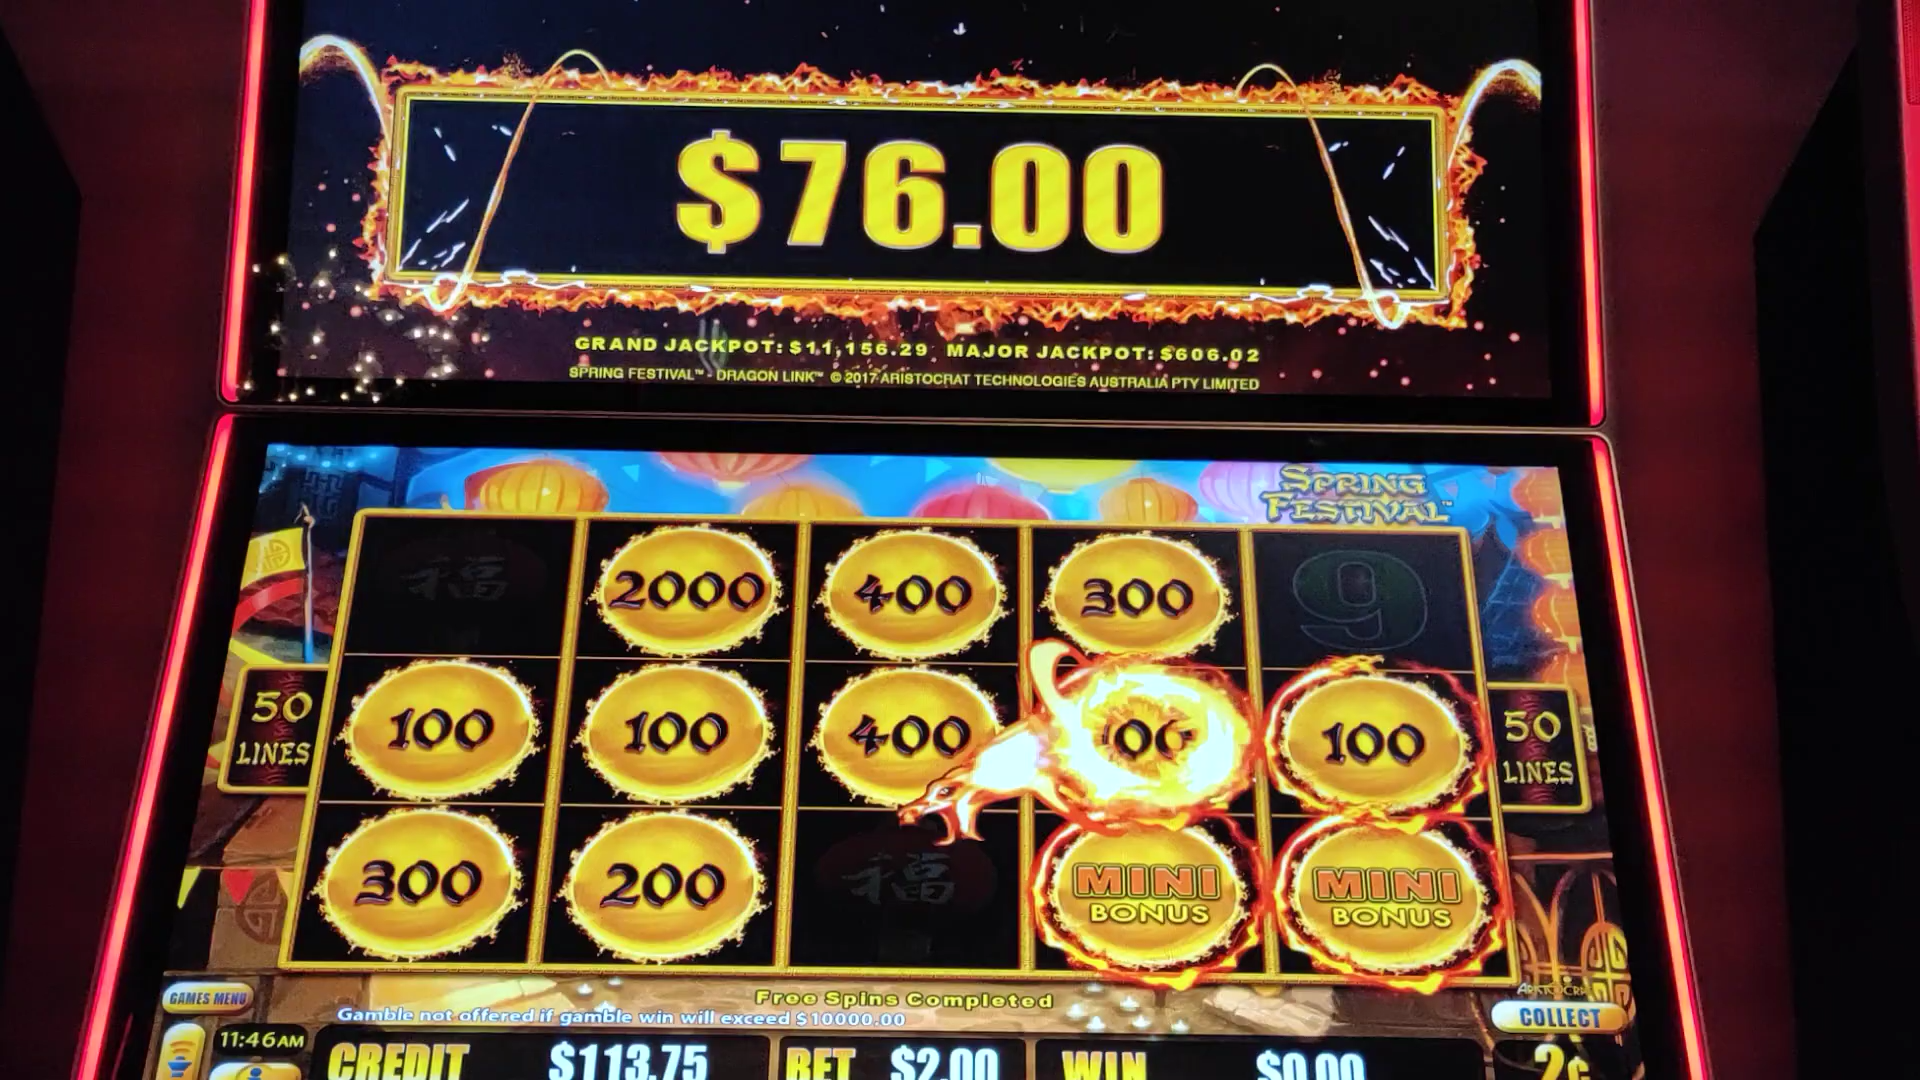 $76.00
GRAND JACKPOT: $11,156.29 MAJOR JACKPOT: $606.02
SPRING FESTIVAL™ - DRAGON LINK™ © 2017 ARISTOCRAT TECHNOLOGIES AUSTRALIA PTY LIMITED
SPRING
FESTIVAL™
福 2000 400 300 9
50
LINES
100 100 400 100
50
LINES
300 200 福 MINI
BONUS
MINI
BONUS
GAMES MENU
Free Spins Completed
Gamble not offered if gamble win will exceed $10000.00
COLLECT
11:46AM
CREDIT $113.75 BET $2.00 WIN $0.00 2¢